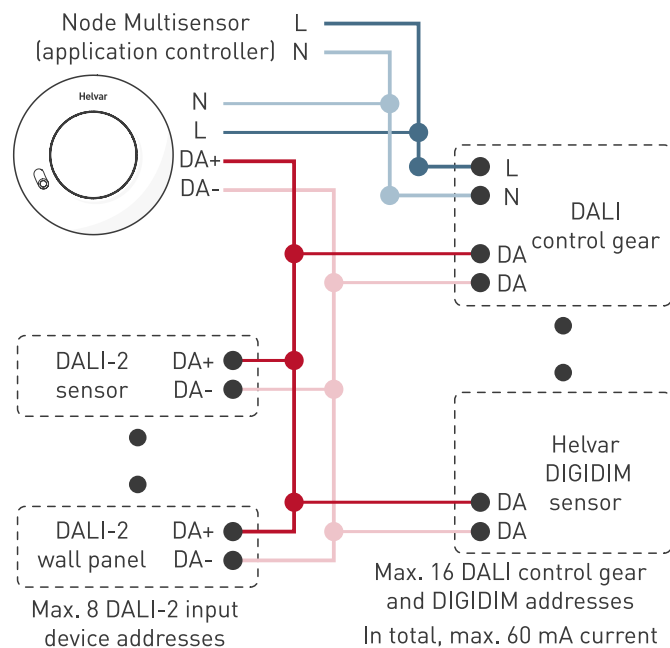 Node Multisensor
(application controller)
L
N
Helvar
N
L
DA+
DA-
L
N
DALI
control gear
DA
DA
DALI-2
sensor
DA+
DA-
Helvar
DIGIDIM
sensor
DA
DA
DALI-2
wall panel
DA+
DA-
Max. 8 DALI-2 input
device addresses
Max. 16 DALI control gear
and DIGIDIM addresses
In total, max. 60 mA current